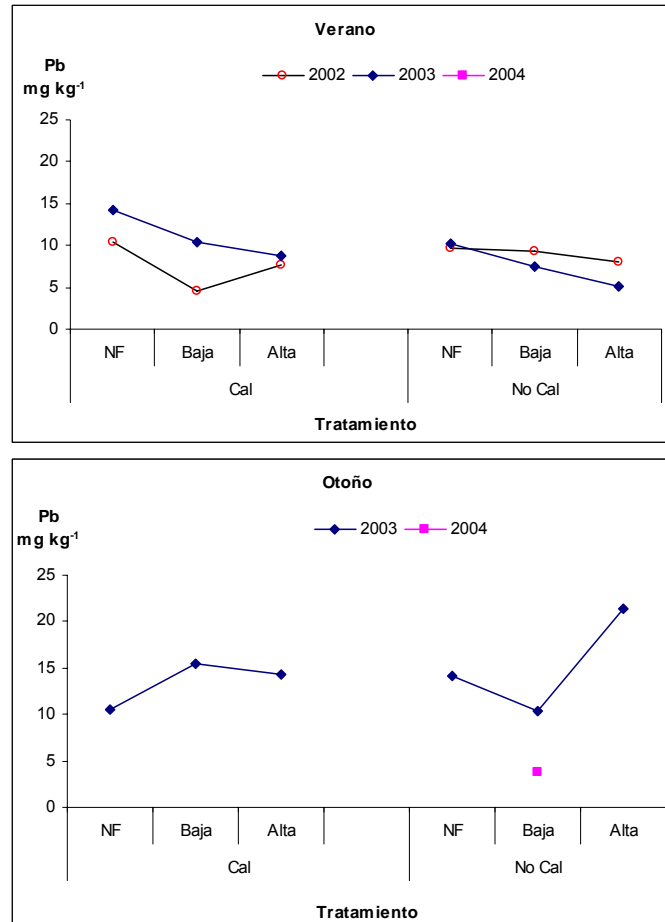 Verano
Pb
mg kg⁻¹
2002 2003 2004
25
20
15
10
5
0
NF Baja Alta NF Baja Alta
Cal No Cal
Tratamiento
Otoño
Pb
mg kg⁻¹
2003 2004
25
20
15
10
5
0
NF Baja Alta NF Baja Alta
Cal No Cal
Tratamiento